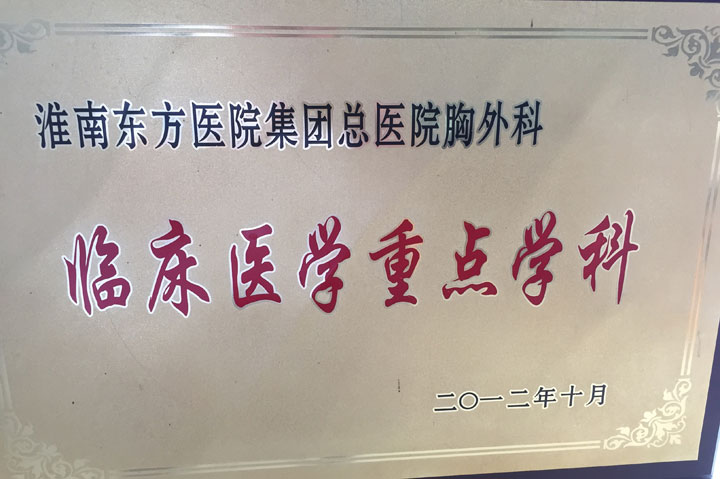 淮南东方医院集团总医院胸外科
临床医学重点学科
二〇一二年十月